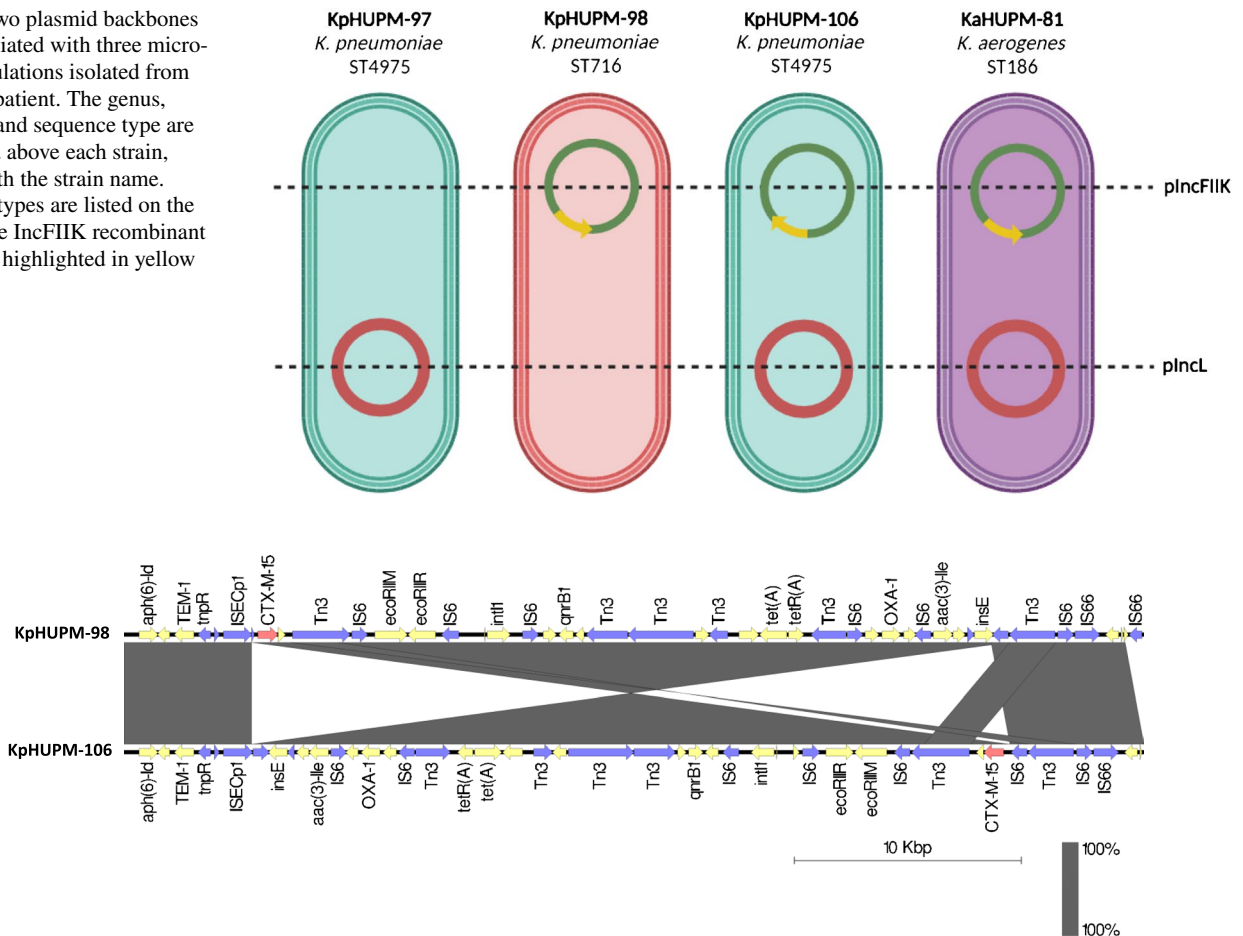 wo plasmid backbones
iated with three micro-
ulations isolated from
patient. The genus,
and sequence type are
above each strain,
th the strain name.
types are listed on the
e IncFIIK recombinant
highlighted in yellow
KpHUPM-97
K. pneumoniae
ST4975
KpHUPM-98
K. pneumoniae
ST716
KpHUPM-106
K. pneumoniae
ST4975
KaHUPM-81
K. aerogenes
ST186
pIncFIIK
pIncL
aph(6)-Id TEM-1 tnpR ISECp1 CTX-M-15 Tn3 IS6 ecoRIIM ecoRIIR IS6 intI1 IS6 qnrB1 Tn3 Tn3 Tn3 tet(A) tetR(A) Tn3 IS6 OXA-1 IS6 aac(3)-IIe insE Tn3 IS6 IS66 IS66
KpHUPM-98
KpHUPM-106
aph(6)-Id TEM-1 tnpR ISECp1 insE aac(3)-IIe IS6 OXA-1 IS6 Tn3 tetR(A) tet(A) Tn3 Tn3 Tn3 qnrB1 IS6 intI1 IS6 ecoRIIR ecoRIIM IS6 Tn3 CTX-M-15 IS6 Tn3 IS6 IS66
10 Kbp
100%
100%